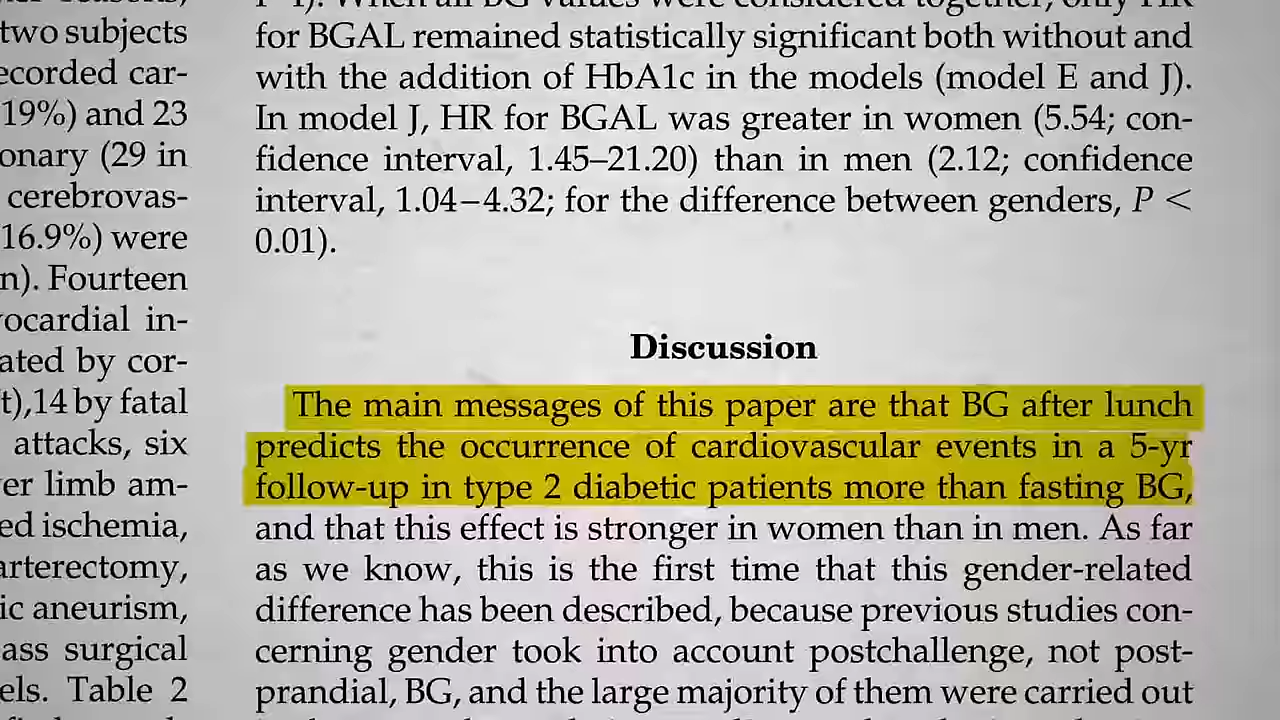 two subjects
ecorded car-
19%) and 23
onary (29 in
cerebrovas-
16.9%) were
n). Fourteen
ocardial in-
ated by cor-
t),14 by fatal
attacks, six
er limb am-
ed ischemia,
arterectomy,
ic aneurism,
ass surgical
els. Table 2
for BGAL remained statistically significant both without and
with the addition of HbA1c in the models (model E and J).
In model J, HR for BGAL was greater in women (5.54; con-
fidence interval, 1.45–21.20) than in men (2.12; confidence
interval, 1.04–4.32; for the difference between genders, P <
0.01).
Discussion
The main messages of this paper are that BG after lunch
predicts the occurrence of cardiovascular events in a 5-yr
follow-up in type 2 diabetic patients more than fasting BG,
and that this effect is stronger in women than in men. As far
as we know, this is the first time that this gender-related
difference has been described, because previous studies con-
cerning gender took into account postchallenge, not post-
prandial, BG, and the large majority of them were carried out